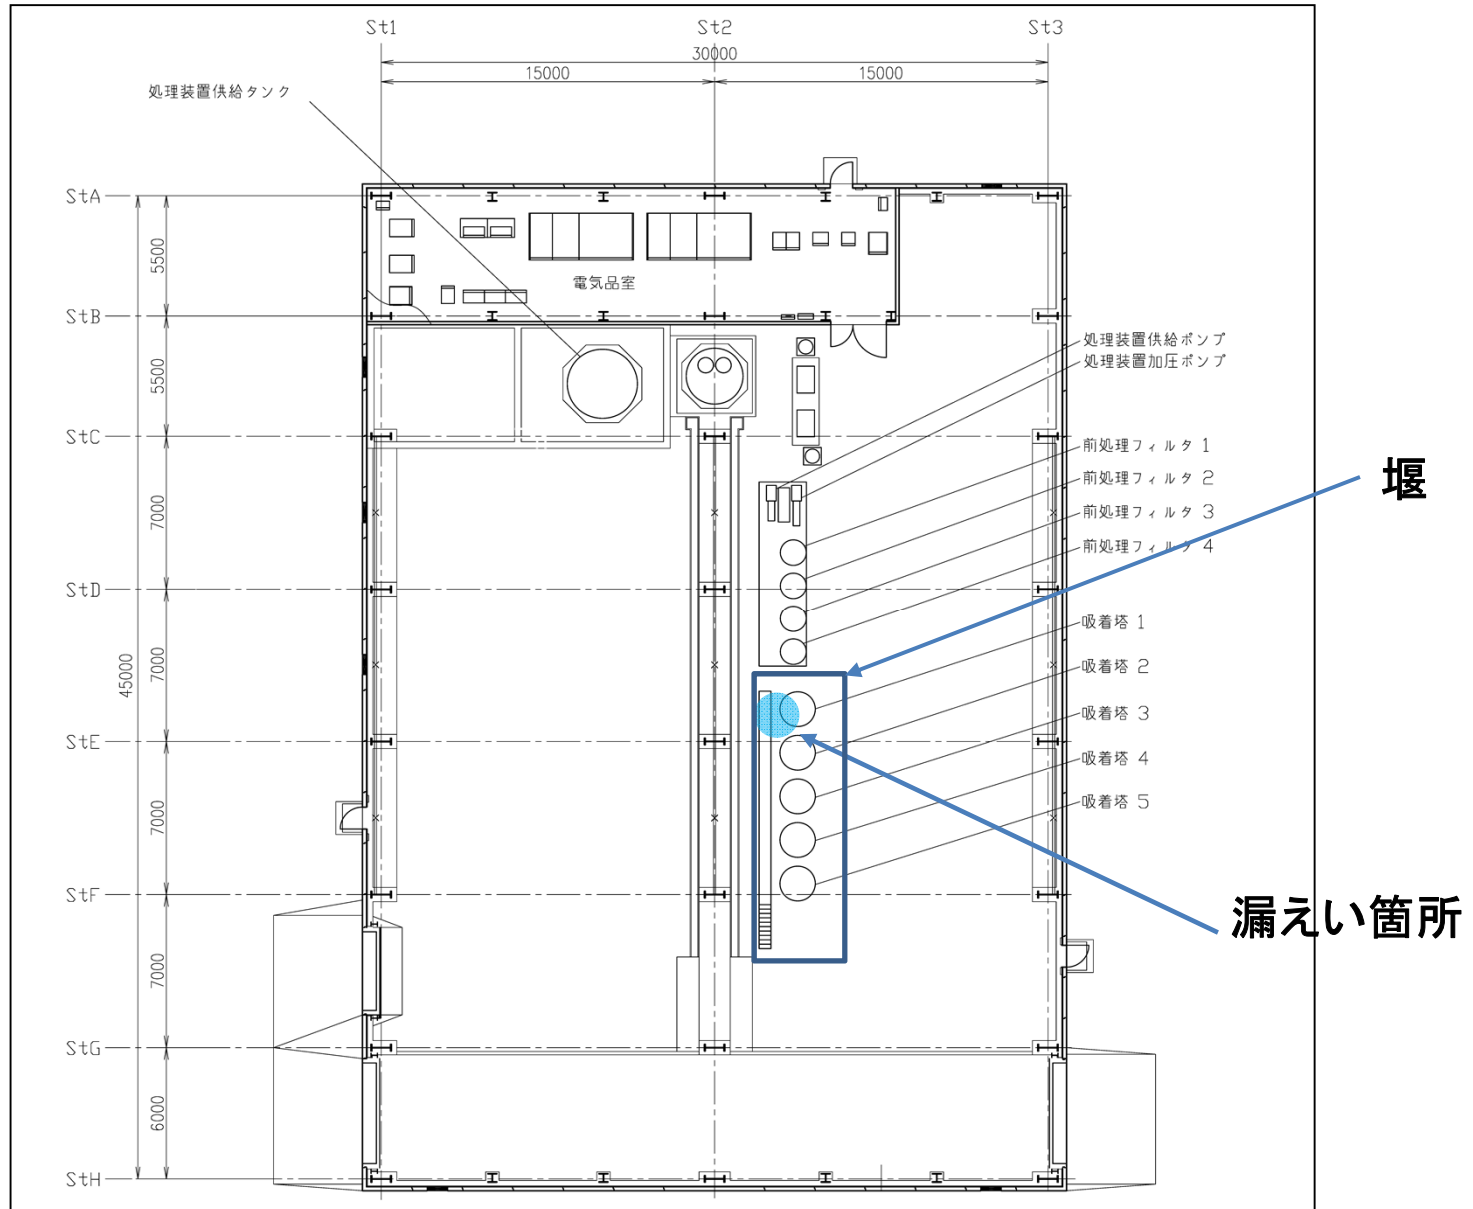 St1
St2
St3
30000
15000
15000
処理装置供給タンク
StA
5500
電気品室
StB
処理装置供給ポンプ
処理装置加圧ポンプ
5500
StC
前処理フィルタ 1
堰
前処理フィルタ 2
7000
前処理フィルタ 3
前処理フィルタ 4
StD
吸着塔 1
7000
45000
吸着塔 2
吸着塔 3
StE
吸着塔 4
7000
吸着塔 5
StF
漏えい箇所
7000
StG
6000
StH